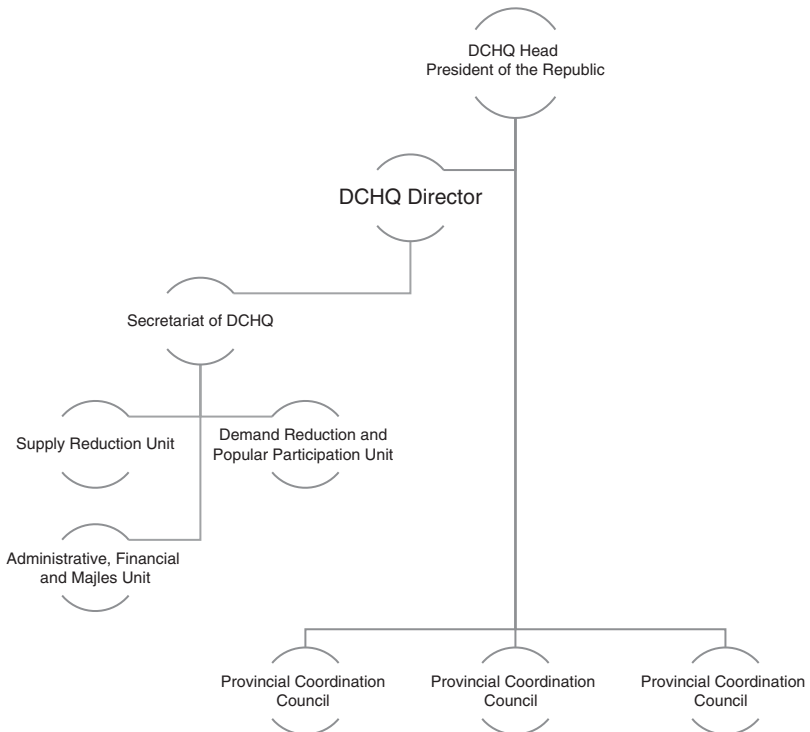 DCHQ Head
President of the Republic
DCHQ Director
Secretariat of DCHQ
Supply Reduction Unit
Demand Reduction and
Popular Participation Unit
Administrative, Financial
and Majles Unit
Provincial Coordination
Council
Provincial Coordination
Council
Provincial Coordination
Council